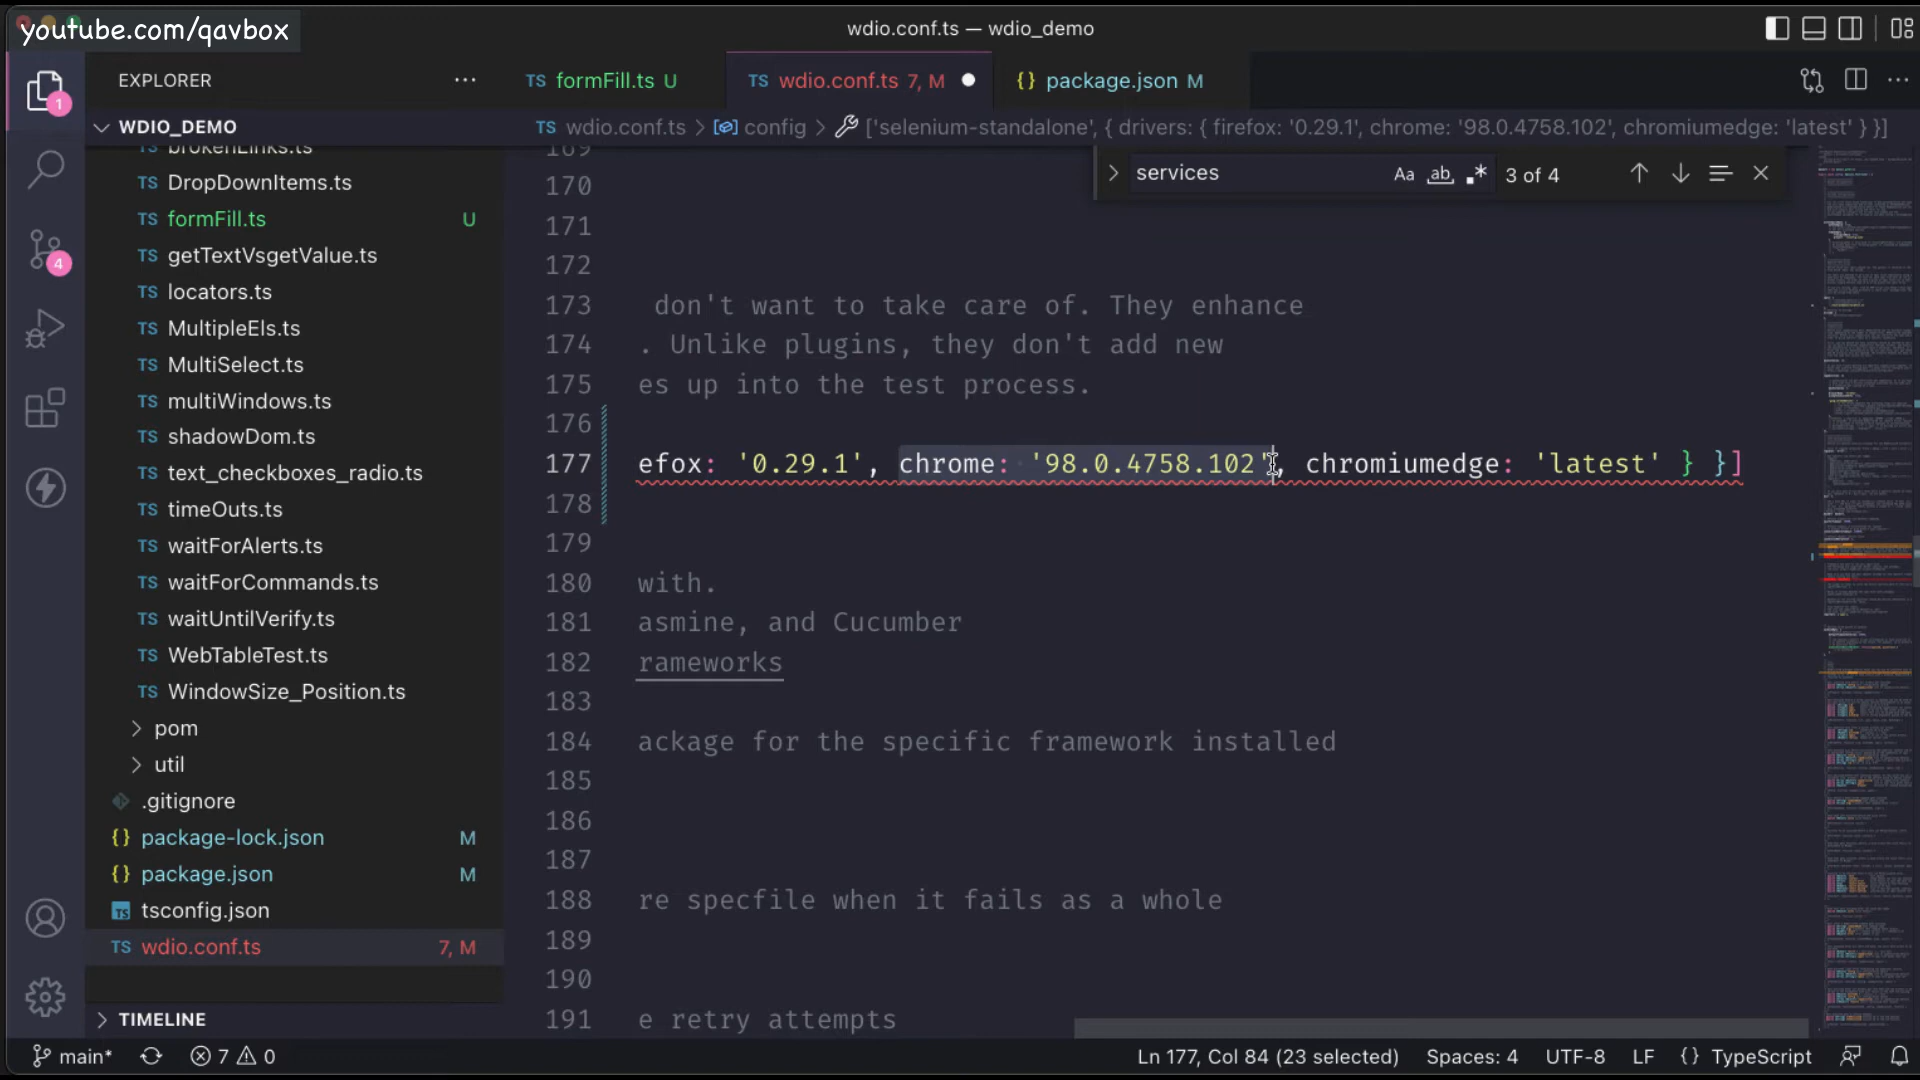 youtube.com/qavbox
wdio.conf.ts — wdio_demo
EXPLORER ...
TS formFill.ts U
TS wdio.conf.ts 7, M
{} package.json M
WDIO_DEMO
TS wdio.conf.ts > config > ['selenium-standalone', { drivers: { firefox: '0.29.1', chrome: '98.0.4758.102', chromiumedge: 'latest' } }]
services
Aa ab .* 3 of 4
1
4
TS brokenLinks.ts
TS DropDownItems.ts
TS formFill.ts U
TS getTextVsgetValue.ts
TS locators.ts
TS MultipleEls.ts
TS MultiSelect.ts
TS multiWindows.ts
TS shadowDom.ts
TS text_checkboxes_radio.ts
TS timeOuts.ts
TS waitForAlerts.ts
TS waitForCommands.ts
TS waitUntilVerify.ts
TS WebTableTest.ts
TS WindowSize_Position.ts
> pom
> util
.gitignore
{} package-lock.json M
{} package.json M
TS tsconfig.json
TS wdio.conf.ts 7, M
> TIMELINE
169
170
171
172
173 don't want to take care of. They enhance
174 . Unlike plugins, they don't add new
175 es up into the test process.
176
177 efox: '0.29.1', chrome: '98.0.4758.102', chromiumedge: 'latest' } }]
178
179
180 with.
181 asmine, and Cucumber
182 rameworks
183
184 ackage for the specific framework installed
185
186
187
188 re specfile when it fails as a whole
189
190
191 e retry attempts
main* 7 0
Ln 177, Col 84 (23 selected) Spaces: 4 UTF-8 LF {} TypeScript